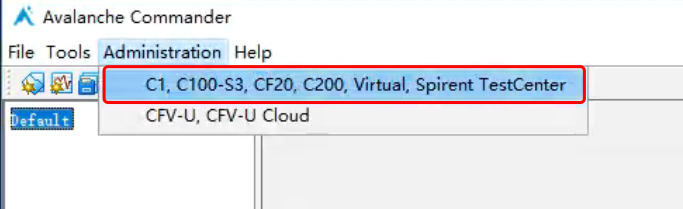 Avalanche Commander
File Tools Administration Help
C1, C100-S3, CF20, C200, Virtual, Spirent TestCenter
Default
CFV-U, CFV-U Cloud